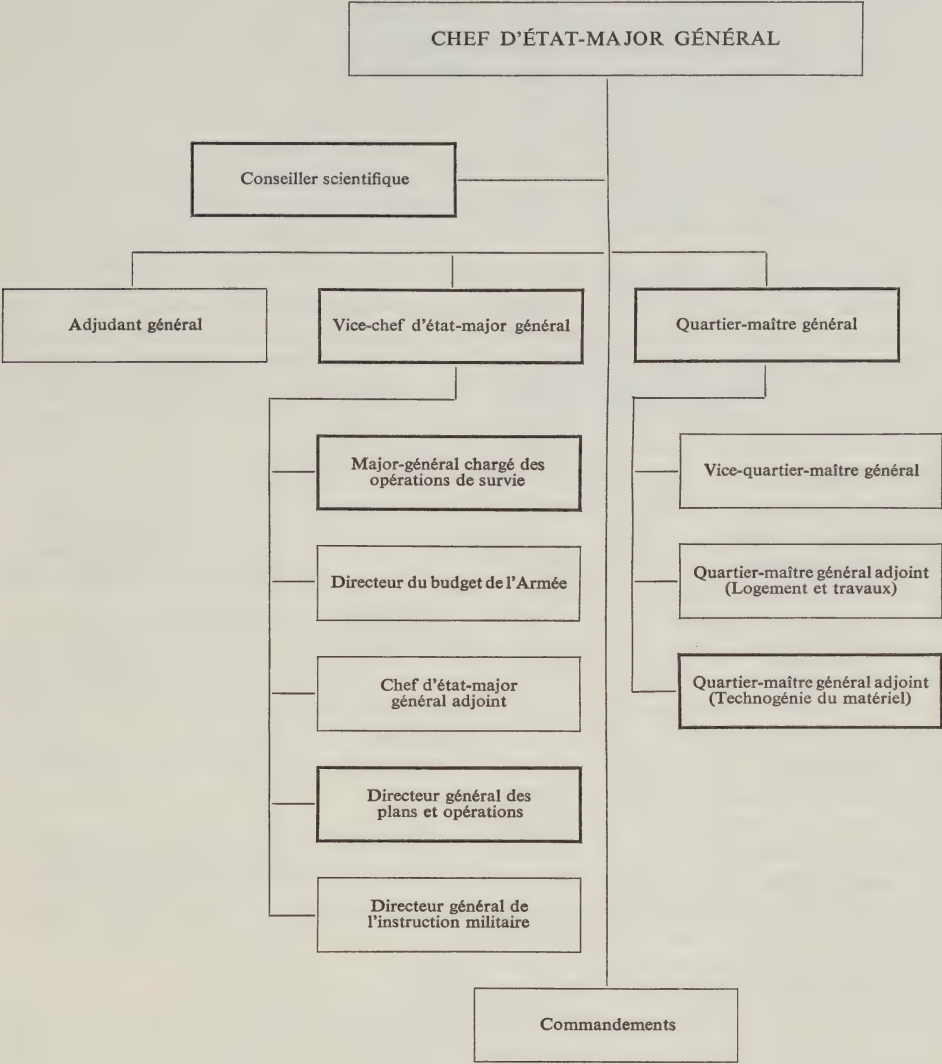 CHEF D'ÉTAT-MAJOR GÉNÉRAL
Conseiller scientifique
Adjudant général
Vice-chef d'état-major général
Quartier-maître général
Major-général chargé des
opérations de survie
Directeur du budget de l'Armée
Chef d'état-major
général adjoint
Directeur général des
plans et opérations
Directeur général de
l'instruction militaire
Vice-quartier-maître général
Quartier-maître général adjoint
(Logement et travaux)
Quartier-maître général adjoint
(Technogénie du matériel)
Commandements